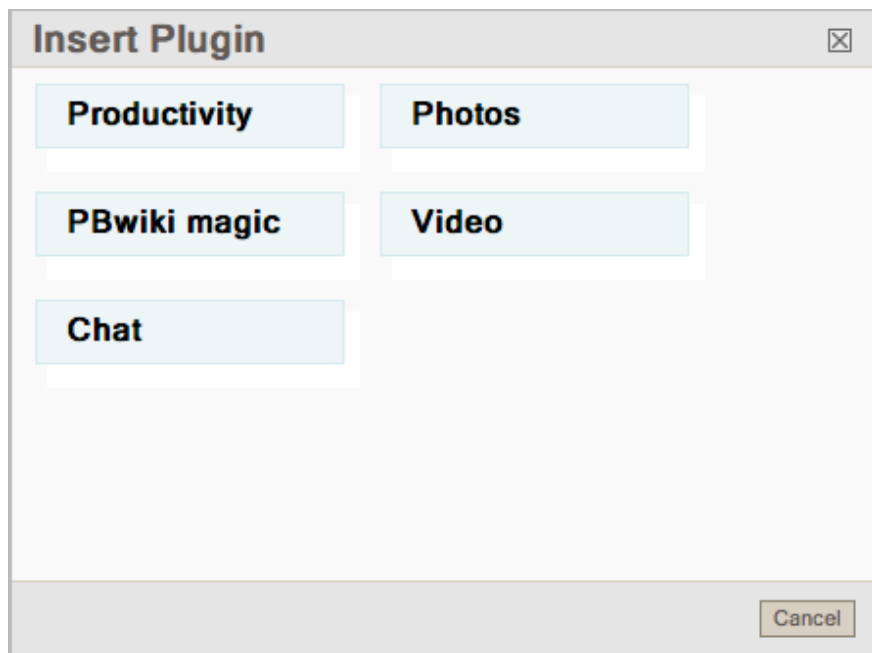 Insert Plugin
Productivity
Photos
PBwiki magic
Video
Chat
Cancel